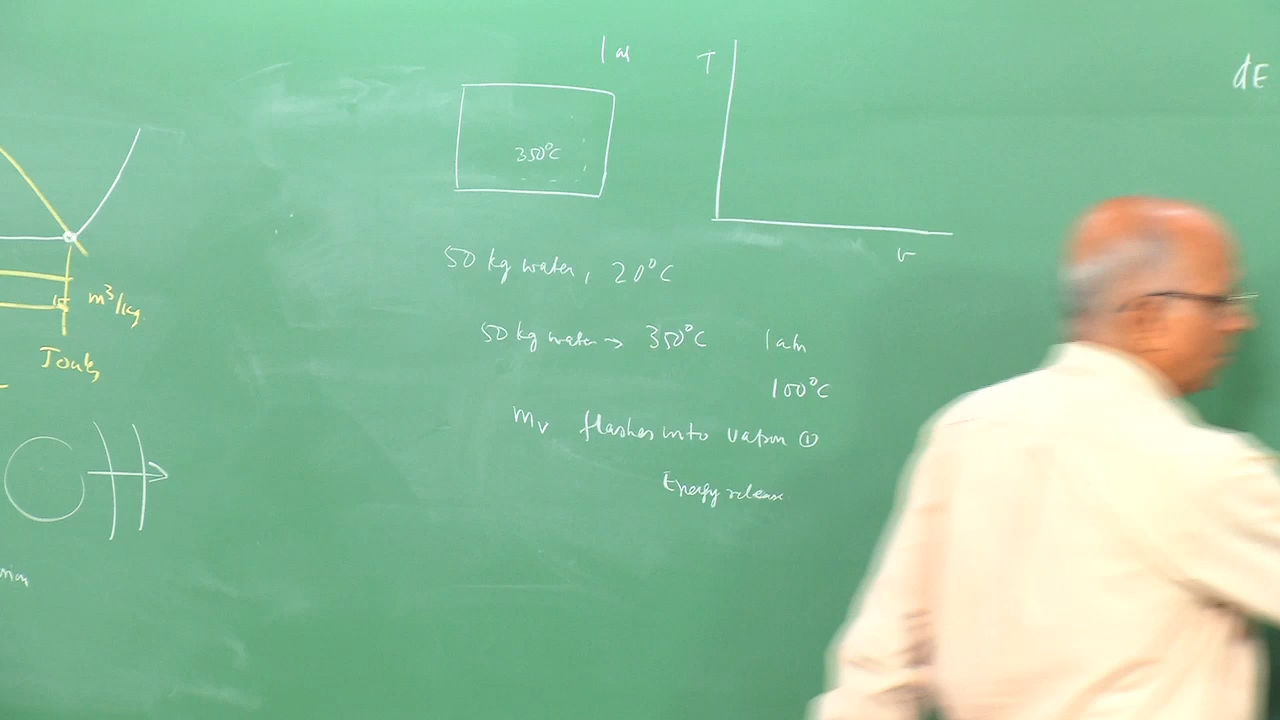 1 at
T
dE
350°C
v
50 kg water, 20°C
m³/kg
50 kg water → 350°C 1 atm
Joules
100°C
mv flashes into vapor ①
Energy release